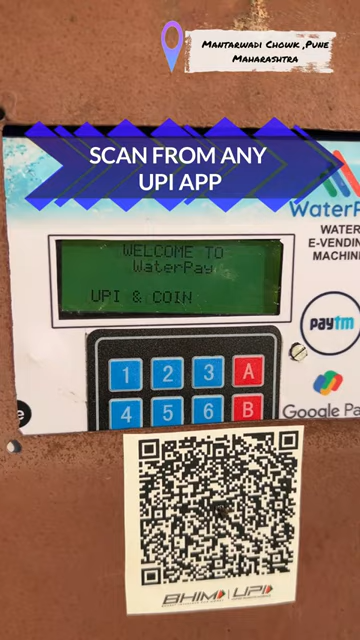 Mantarwadi Chowk ,Pune
Maharashtra
SCAN FROM ANY
UPI APP
WaterP
WATER
E-VENDING
MACHIN
WELCOME TO
WaterPay
UPI & COIN
paytm
1 2 3 A
4 5 6 B
Google Pa
e
BHIM UPI